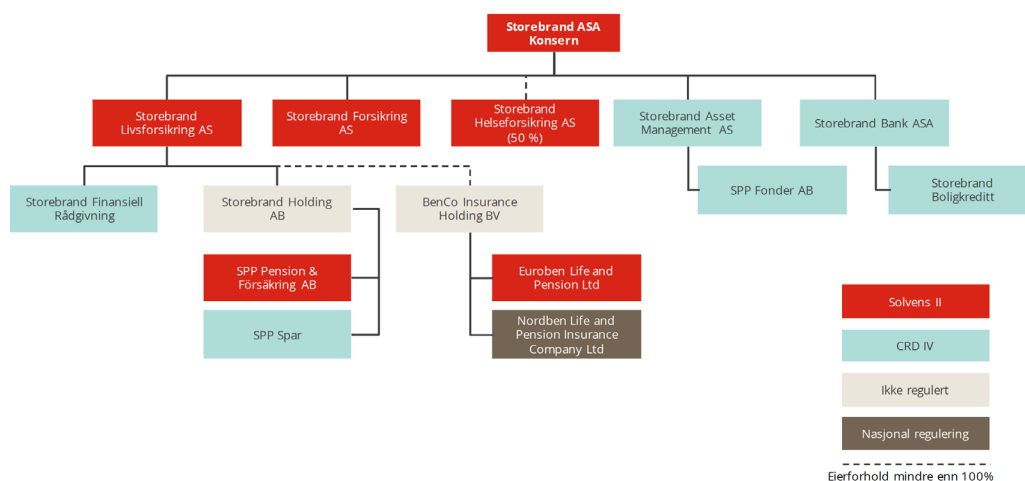 Storebrand ASA
Konsern
Storebrand
Livsforsikring AS
Storebrand Forsikring
AS
Storebrand
Helseforsikring AS
(50 %)
Storebrand Asset
Management AS
Storebrand Bank ASA
Storebrand Finansiell
Rådgivning
Storebrand Holding
AB
BenCo Insurance
Holding BV
SPP Fonder AB
Storebrand
Boligkreditt
SPP Pension &
Försäkring AB
Euroben Life and
Pension Ltd
SPP Spar
Nordben Life and
Pension Insurance
Company Ltd
Solvens II
CRD IV
Ikke regulert
Nasjonal regulering
Eierforhold mindre enn 100%